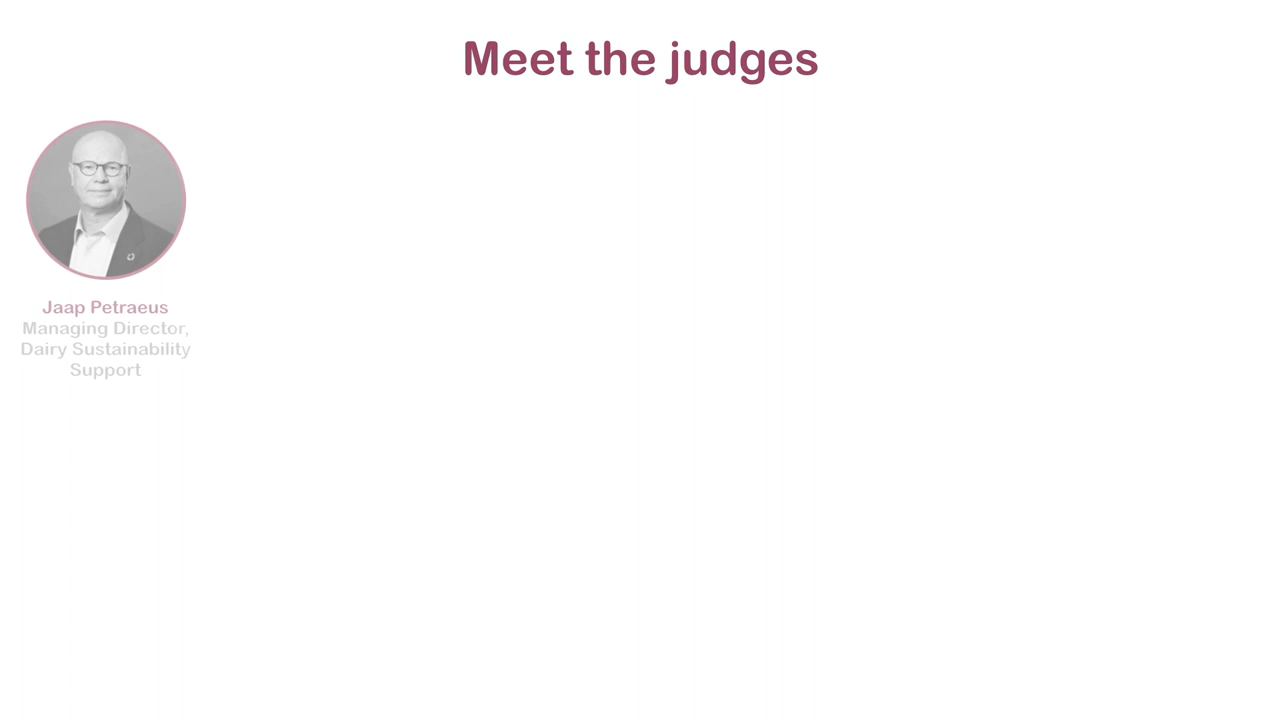 Meet the judges
Jaap Petraeus
Managing Director,
Dairy Sustainability
Support